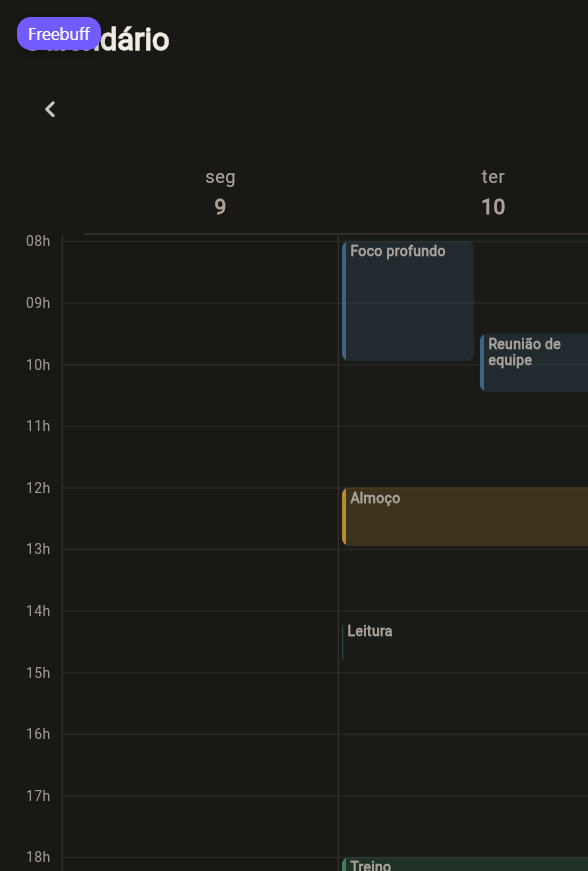 Freebuff
seg
9
ter
10
08h
Foco profundo
09h
Reunião de
equipe
10h
11h
12h
Almoço
13h
14h
Leitura
15h
16h
17h
18h
Treino